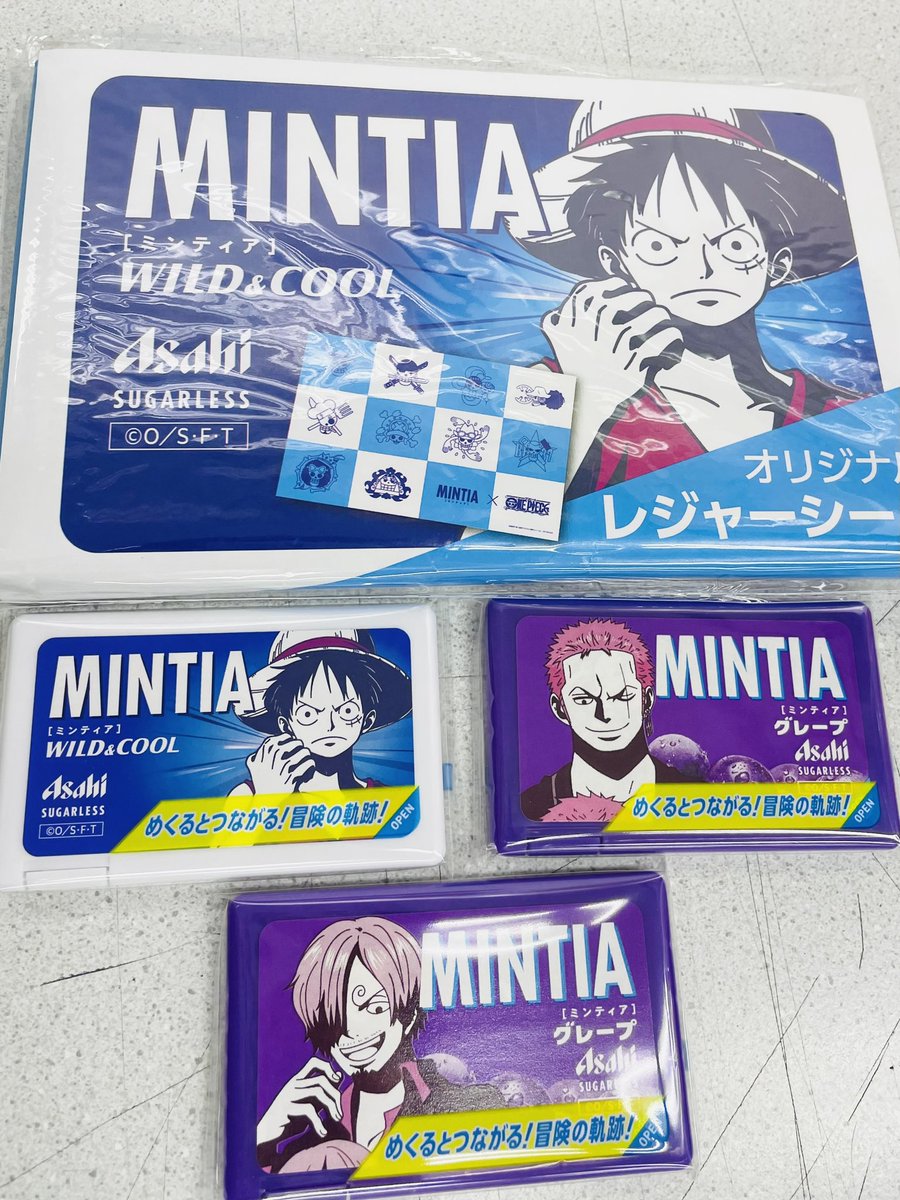 MINTIA
[ミンティア]
WILD&COOL
Asahi
SUGARLESS
©O/S・F・T
MINTIA
×
ONE PIECE
オリジナル
レジャーシー
MINTIA
[ミンティア]
WILD&COOL
Asahi
SUGARLESS
©O/S・F・T
めくるとつながる!冒険の軌跡!
OPEN
MINTIA
[ミンティア]
グレープ
Asahi
SUGARLESS
©O/S・F・T
めくるとつながる!冒険の軌跡!
OPEN
MINTIA
[ミンティア]
グレープ
Asahi
SUGARLESS
めくるとつながる!冒険の軌跡!
OPEN